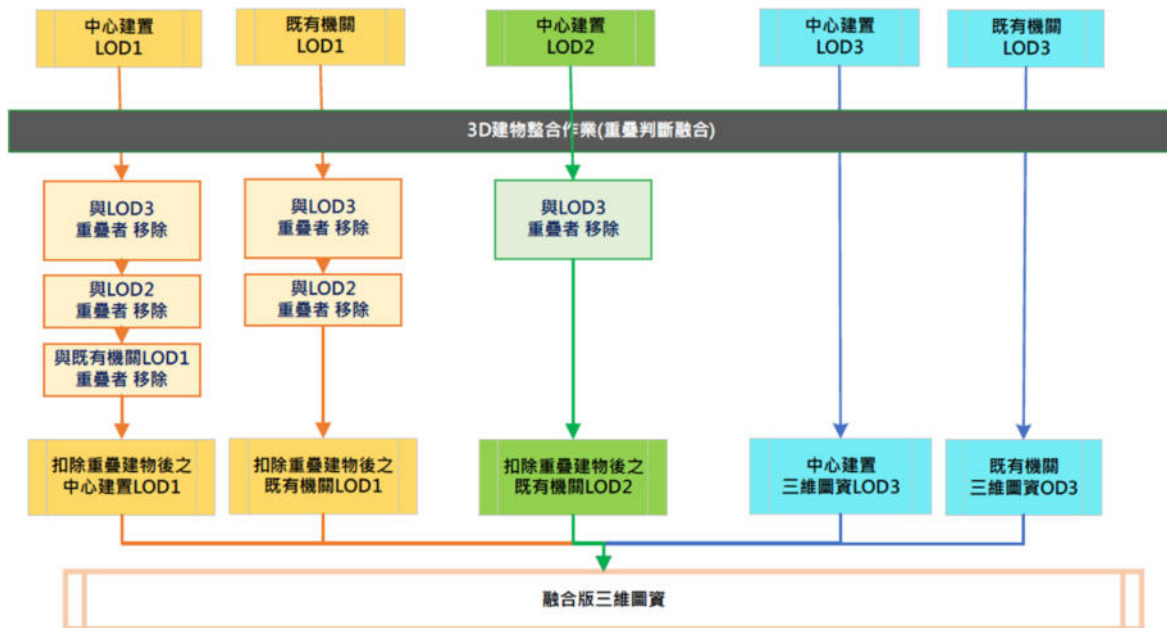 中心建置
LOD1
既有機關
LOD1
中心建置
LOD2
中心建置
LOD3
既有機關
LOD3
3D建物整合作業(重疊判斷融合)
與LOD3
重疊者 移除
與LOD2
重疊者 移除
與既有機關LOD1
重疊者 移除
與LOD3
重疊者 移除
與LOD2
重疊者 移除
與LOD3
重疊者 移除
扣除重疊建物後之
中心建置LOD1
扣除重疊建物後之
既有機關LOD1
扣除重疊建物後之
既有機關LOD2
中心建置
三維圖資LOD3
既有機關
三維圖資OD3
融合版三維圖資